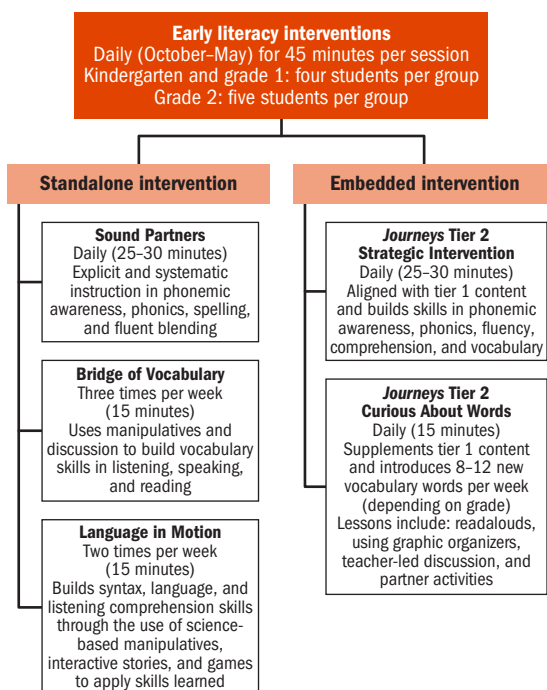 Early literacy interventions
Daily (October–May) for 45 minutes per session
Kindergarten and grade 1: four students per group
Grade 2: five students per group
Standalone intervention
Sound Partners
Daily (25–30 minutes)
Explicit and systematic
instruction in phonemic
awareness, phonics, spelling,
and fluent blending
Bridge of Vocabulary
Three times per week
(15 minutes)
Uses manipulatives and
discussion to build vocabulary
skills in listening, speaking,
and reading
Language in Motion
Two times per week
(15 minutes)
Builds syntax, language, and
listening comprehension skills
through the use of science-
based manipulatives,
interactive stories, and games
to apply skills learned
Embedded intervention
Journeys Tier 2
Strategic Intervention
Daily (25–30 minutes)
Aligned with tier 1 content
and builds skills in phonemic
awareness, phonics, fluency,
comprehension, and vocabulary
Journeys Tier 2
Curious About Words
Daily (15 minutes)
Supplements tier 1 content
and introduces 8–12 new
vocabulary words per week
(depending on grade)
Lessons include: readalouds,
using graphic organizers,
teacher-led discussion, and
partner activities